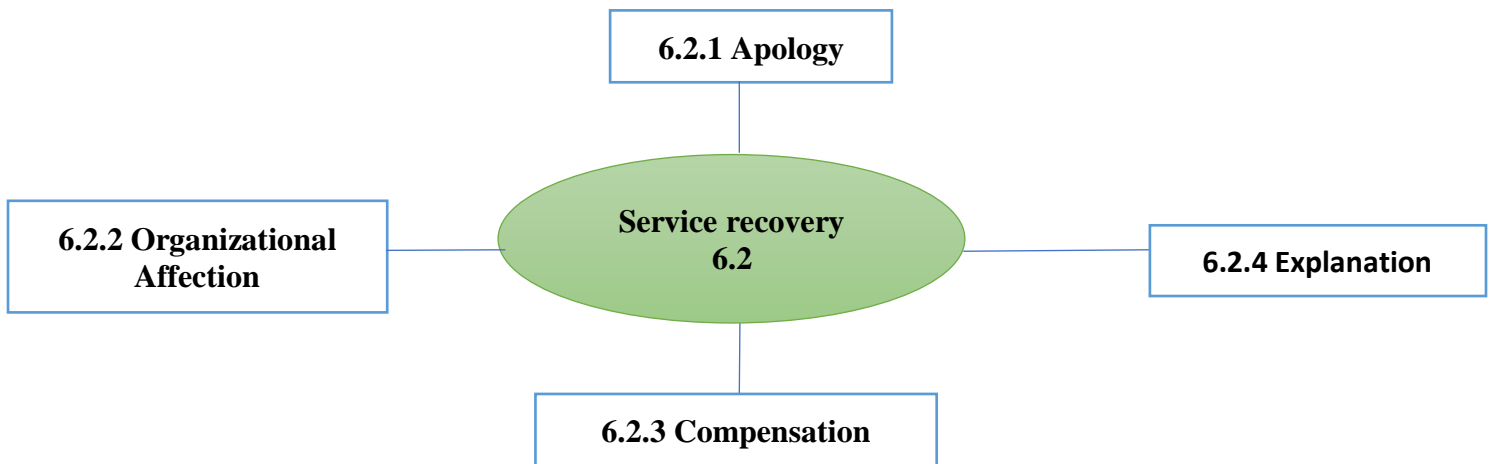 6.2.1 Apology
Service recovery
6.2
6.2.2 Organizational
Affection
6.2.4 Explanation
6.2.3 Compensation